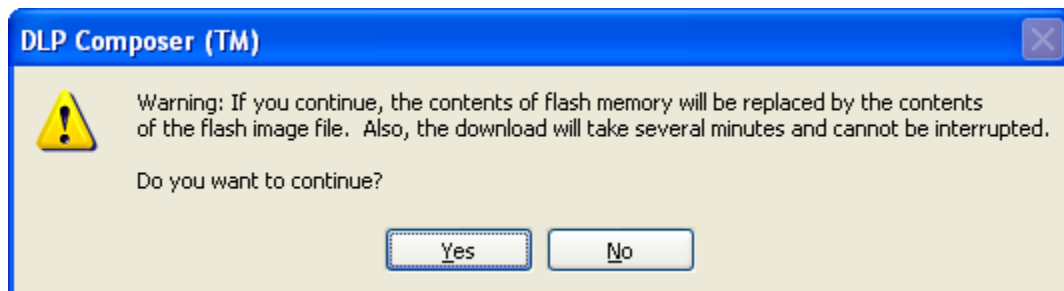 DLP Composer (TM)
Warning: If you continue, the contents of flash memory will be replaced by the contents
of the flash image file.  Also, the download will take several minutes and cannot be interrupted.
Do you want to continue?
Yes
No